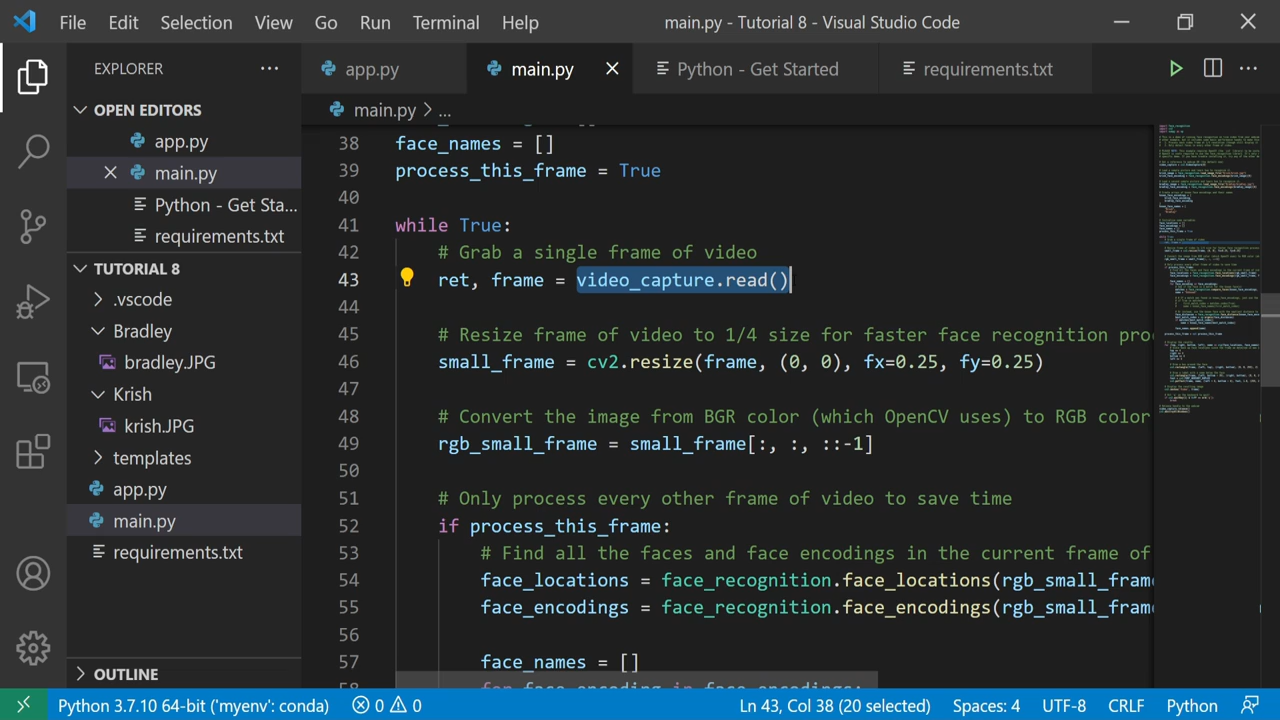 File Edit Selection View Go Run Terminal Help main.py - Tutorial 8 - Visual Studio Code
EXPLORER
OPEN EDITORS
app.py
main.py
Python - Get Sta...
requirements.txt
TUTORIAL 8
.vscode
Bradley
bradley.JPG
Krish
krish.JPG
templates
app.py
main.py
requirements.txt
OUTLINE
app.py main.py Python - Get Started requirements.txt
main.py > ...
38 face_names = []
39 process_this_frame = True
40
41 while True:
42 # Grab a single frame of video
43 ret, frame = video_capture.read()
44
45 # Resize frame of video to 1/4 size for faster face recognition pro
46 small_frame = cv2.resize(frame, (0, 0), fx=0.25, fy=0.25)
47
48 # Convert the image from BGR color (which OpenCV uses) to RGB color
49 rgb_small_frame = small_frame[:, :, ::-1]
50
51 # Only process every other frame of video to save time
52 if process_this_frame:
53 # Find all the faces and face encodings in the current frame of
54 face_locations = face_recognition.face_locations(rgb_small_frame
55 face_encodings = face_recognition.face_encodings(rgb_small_frame
56
57 face_names = []
58 for face_encoding in face_encodings:
Python 3.7.10 64-bit ('myenv': conda) 0 0 Ln 43, Col 38 (20 selected) Spaces: 4 UTF-8 CRLF Python